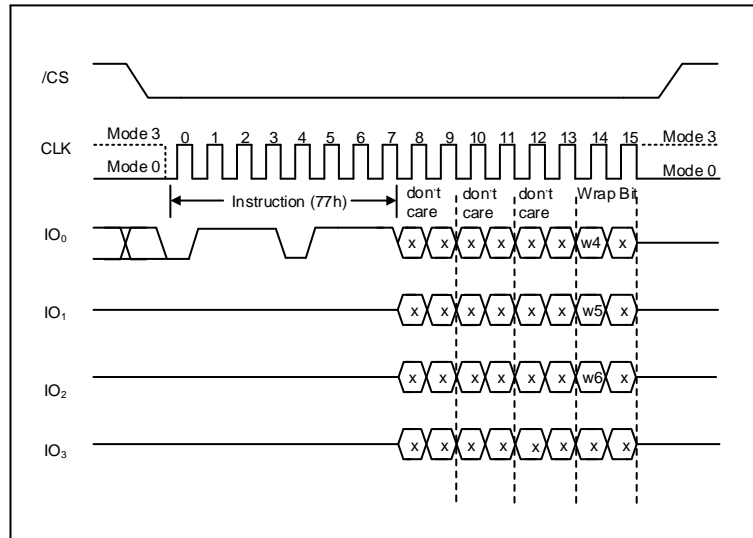 /CS
Mode 3 0 1 2 3 4 5 6 7 8 9 10 11 12 13 14 15 Mode 3
CLK
Mode 0 Mode 0
Instruction (77h) don't care don't care don't care Wrap Bit
IO0 x x x x x x w4 x
IO1 x x x x x x w5 x
IO2 x x x x x x w6 x
IO3 x x x x x x x x